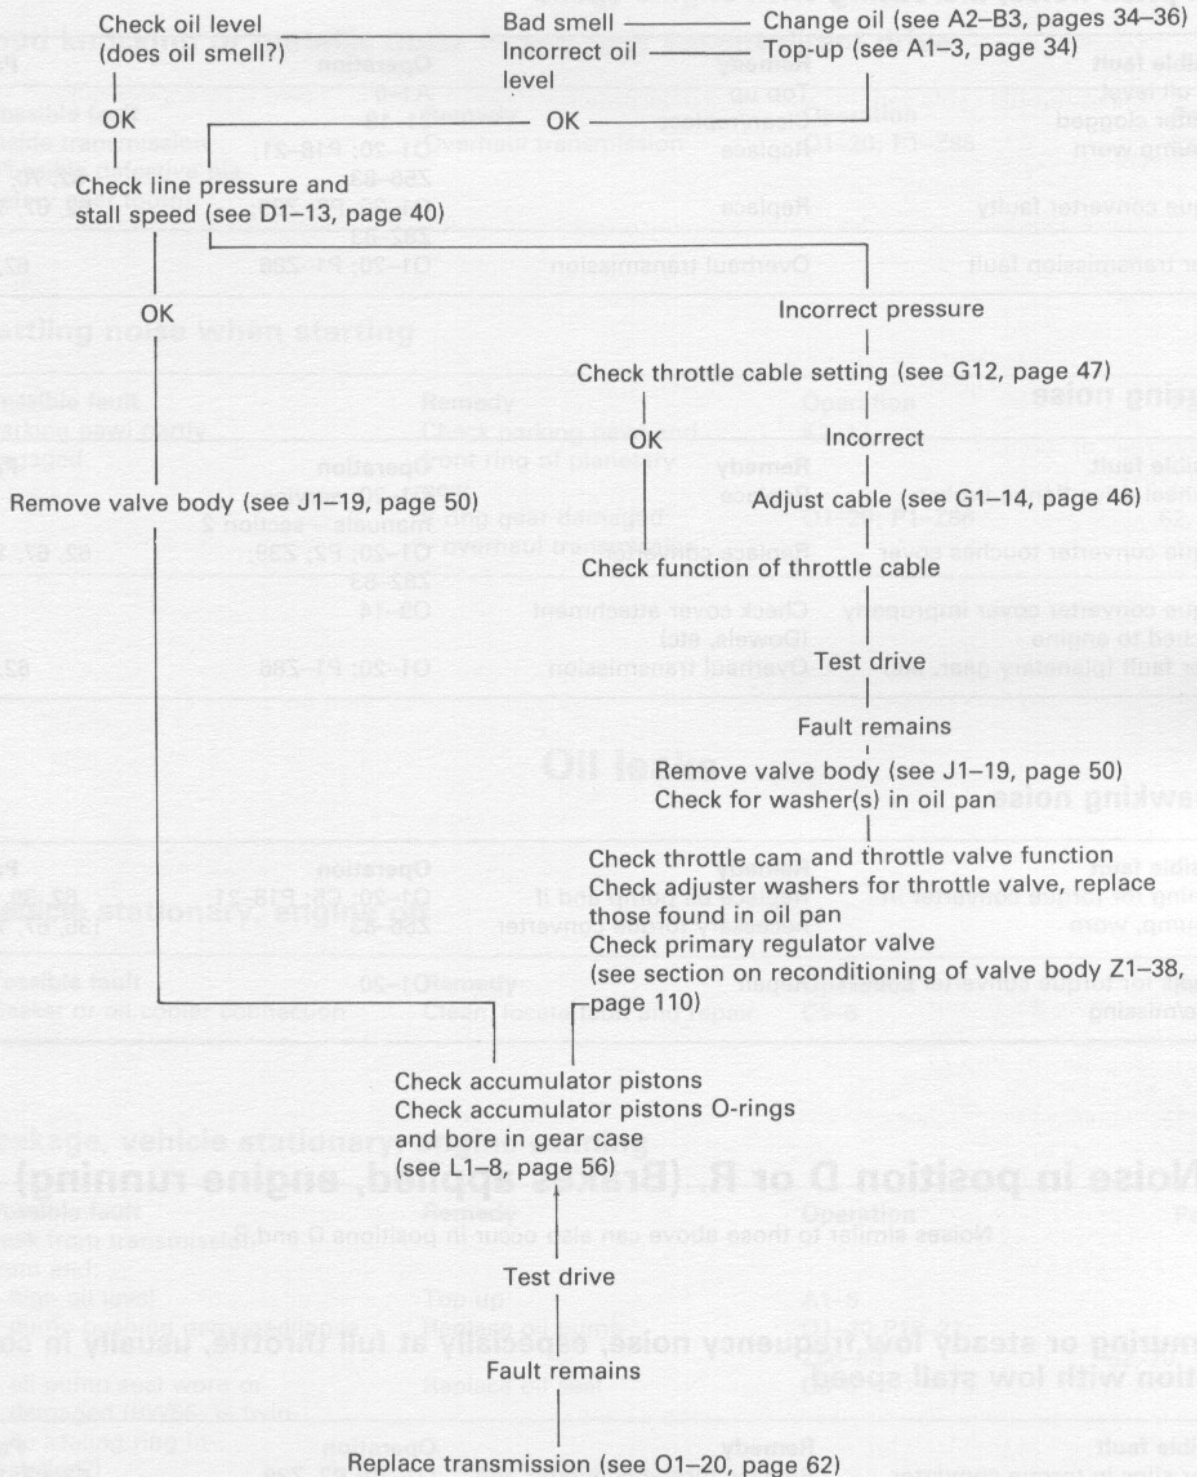 Check oil level
(does oil smell?)
Bad smell
Change oil (see A2–B3, pages 34–36)
Incorrect oil
level
Top-up (see A1–3, page 34)
OK
OK
Check line pressure and
stall speed (see D1–13, page 40)
OK
Incorrect pressure
Check throttle cable setting (see G12, page 47)
OK
Incorrect
Remove valve body (see J1–19, page 50)
Adjust cable (see G1–14, page 46)
Check function of throttle cable
Test drive
Fault remains
Remove valve body (see J1–19, page 50)
Check for washer(s) in oil pan
Check throttle cam and throttle valve function
Check adjuster washers for throttle valve, replace
those found in oil pan
Check primary regulator valve
(see section on reconditioning of valve body Z1–38,
page 110)
Check accumulator pistons
Check accumulator pistons O-rings
and bore in gear case
(see L1–8, page 56)
Test drive
Fault remains
Replace transmission (see O1–20, page 62)